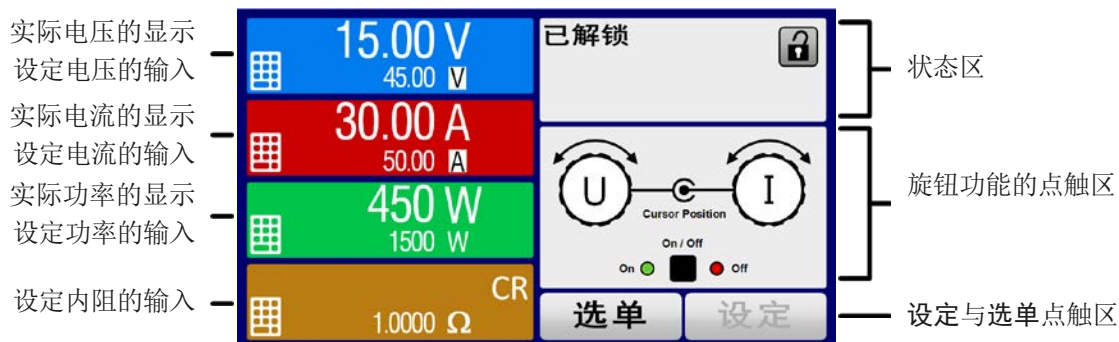 实际电压的显示
设定电压的输入
实际电流的显示
设定电流的输入
实际功率的显示
设定功率的输入
设定内阻的输入
15.00 V
45.00 V
30.00 A
50.00 A
450 W
1500 W
CR
1.0000 Ω
已解锁
U
I
Cursor Position
On / Off
On
Off
选单
设定
状态区
旋钮功能的点触区
设定与选单点触区